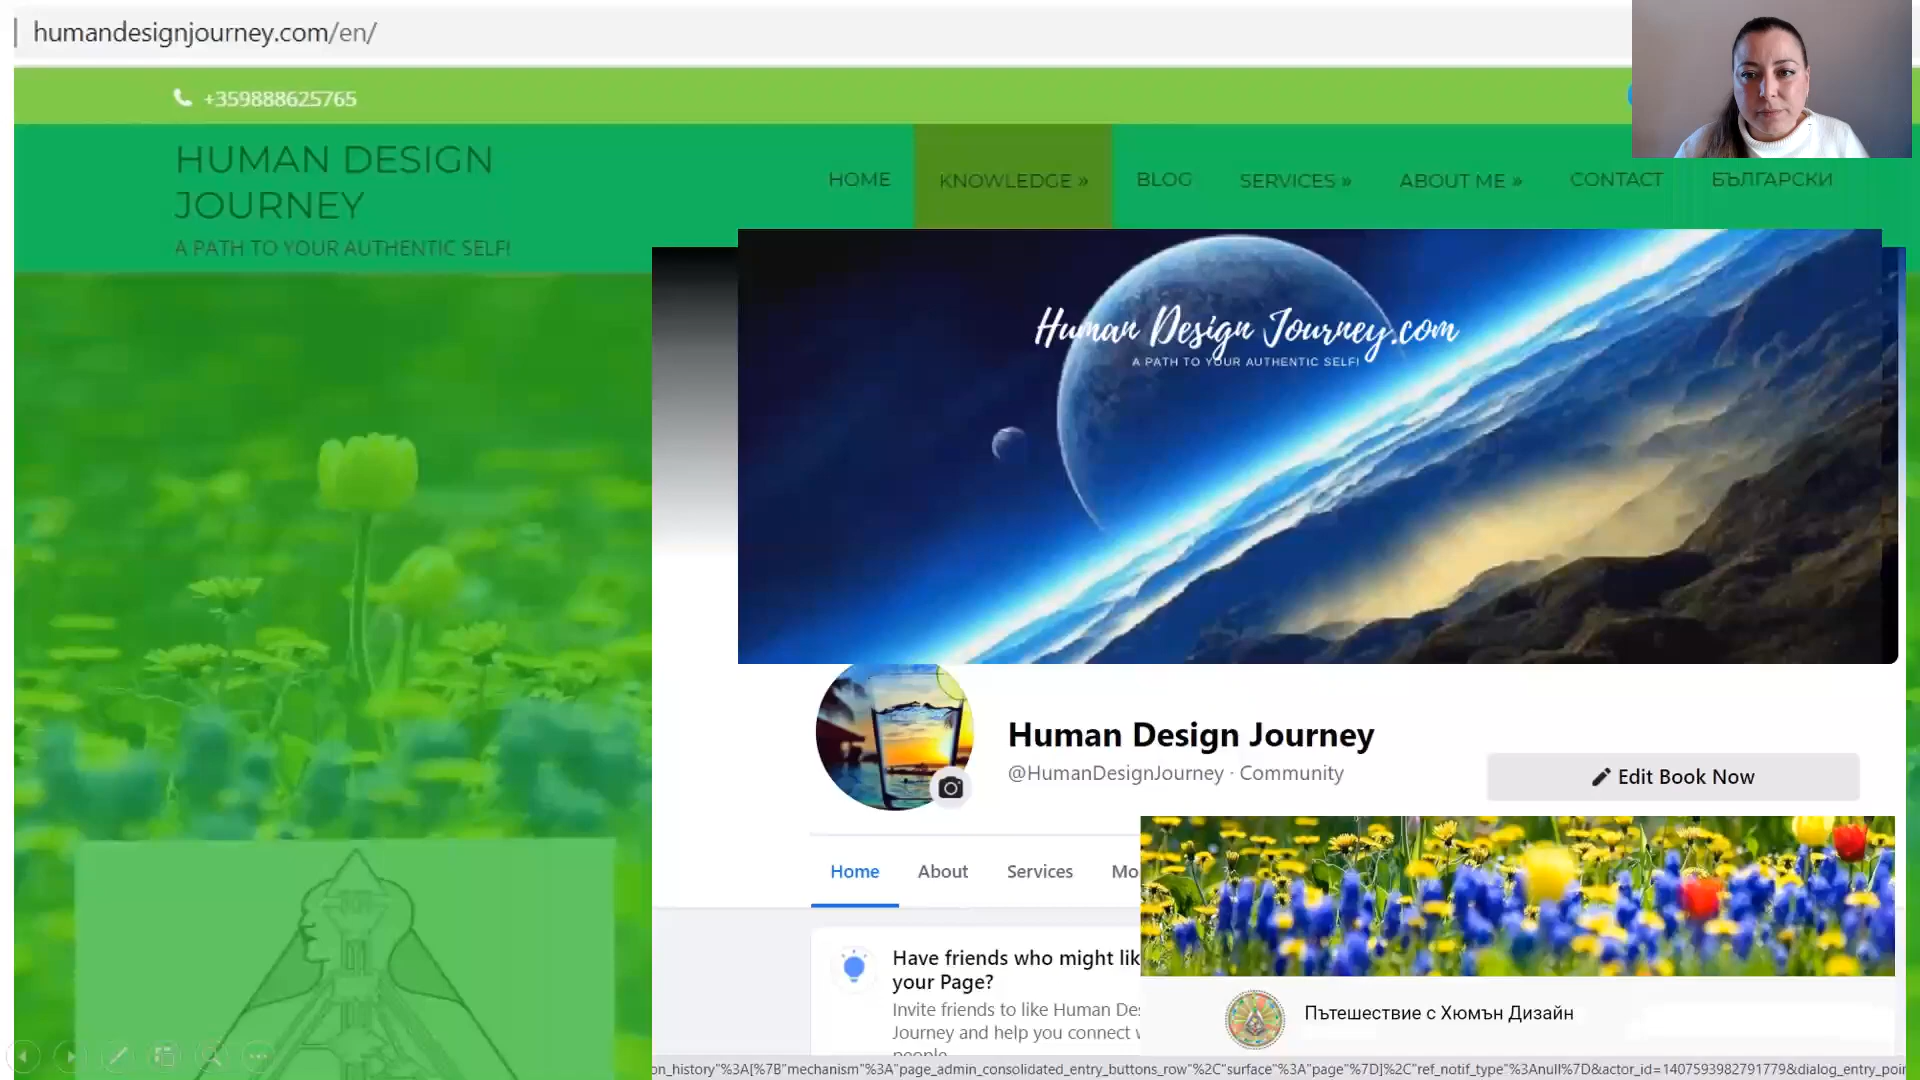 humandesignjourney.com/en/
+359888625765
HUMAN DESIGN
JOURNEY
A PATH TO YOUR AUTHENTIC SELF!
HOME
KNOWLEDGE »
BLOG
SERVICES »
ABOUT ME »
CONTACT
БЪЛГАРСКИ
Human Design Journey.com
A PATH TO YOUR AUTHENTIC SELF!
Human Design Journey
@HumanDesignJourney · Community
Edit Book Now
Home
About
Services
Mo
Have friends who might lik
your Page?
Invite friends to like Human De
Journey and help you connect
people
Пътешествие с Хюмън Дизайн
on_history"%3A[%7B"mechanism"%3A"page_admin_consolidated_entry_buttons_row"%2C"surface"%3A"page"%7D]%2C"ref_notif_type"%3Anull%7D&actor_id=1407593982791779&dialog_entry_poin